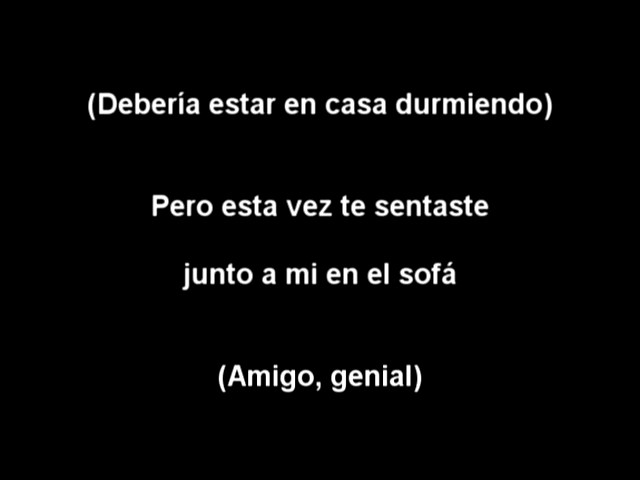 (Debería estar en casa durmiendo)
Pero esta vez te sentaste
junto a mi en el sofá
(Amigo, genial)